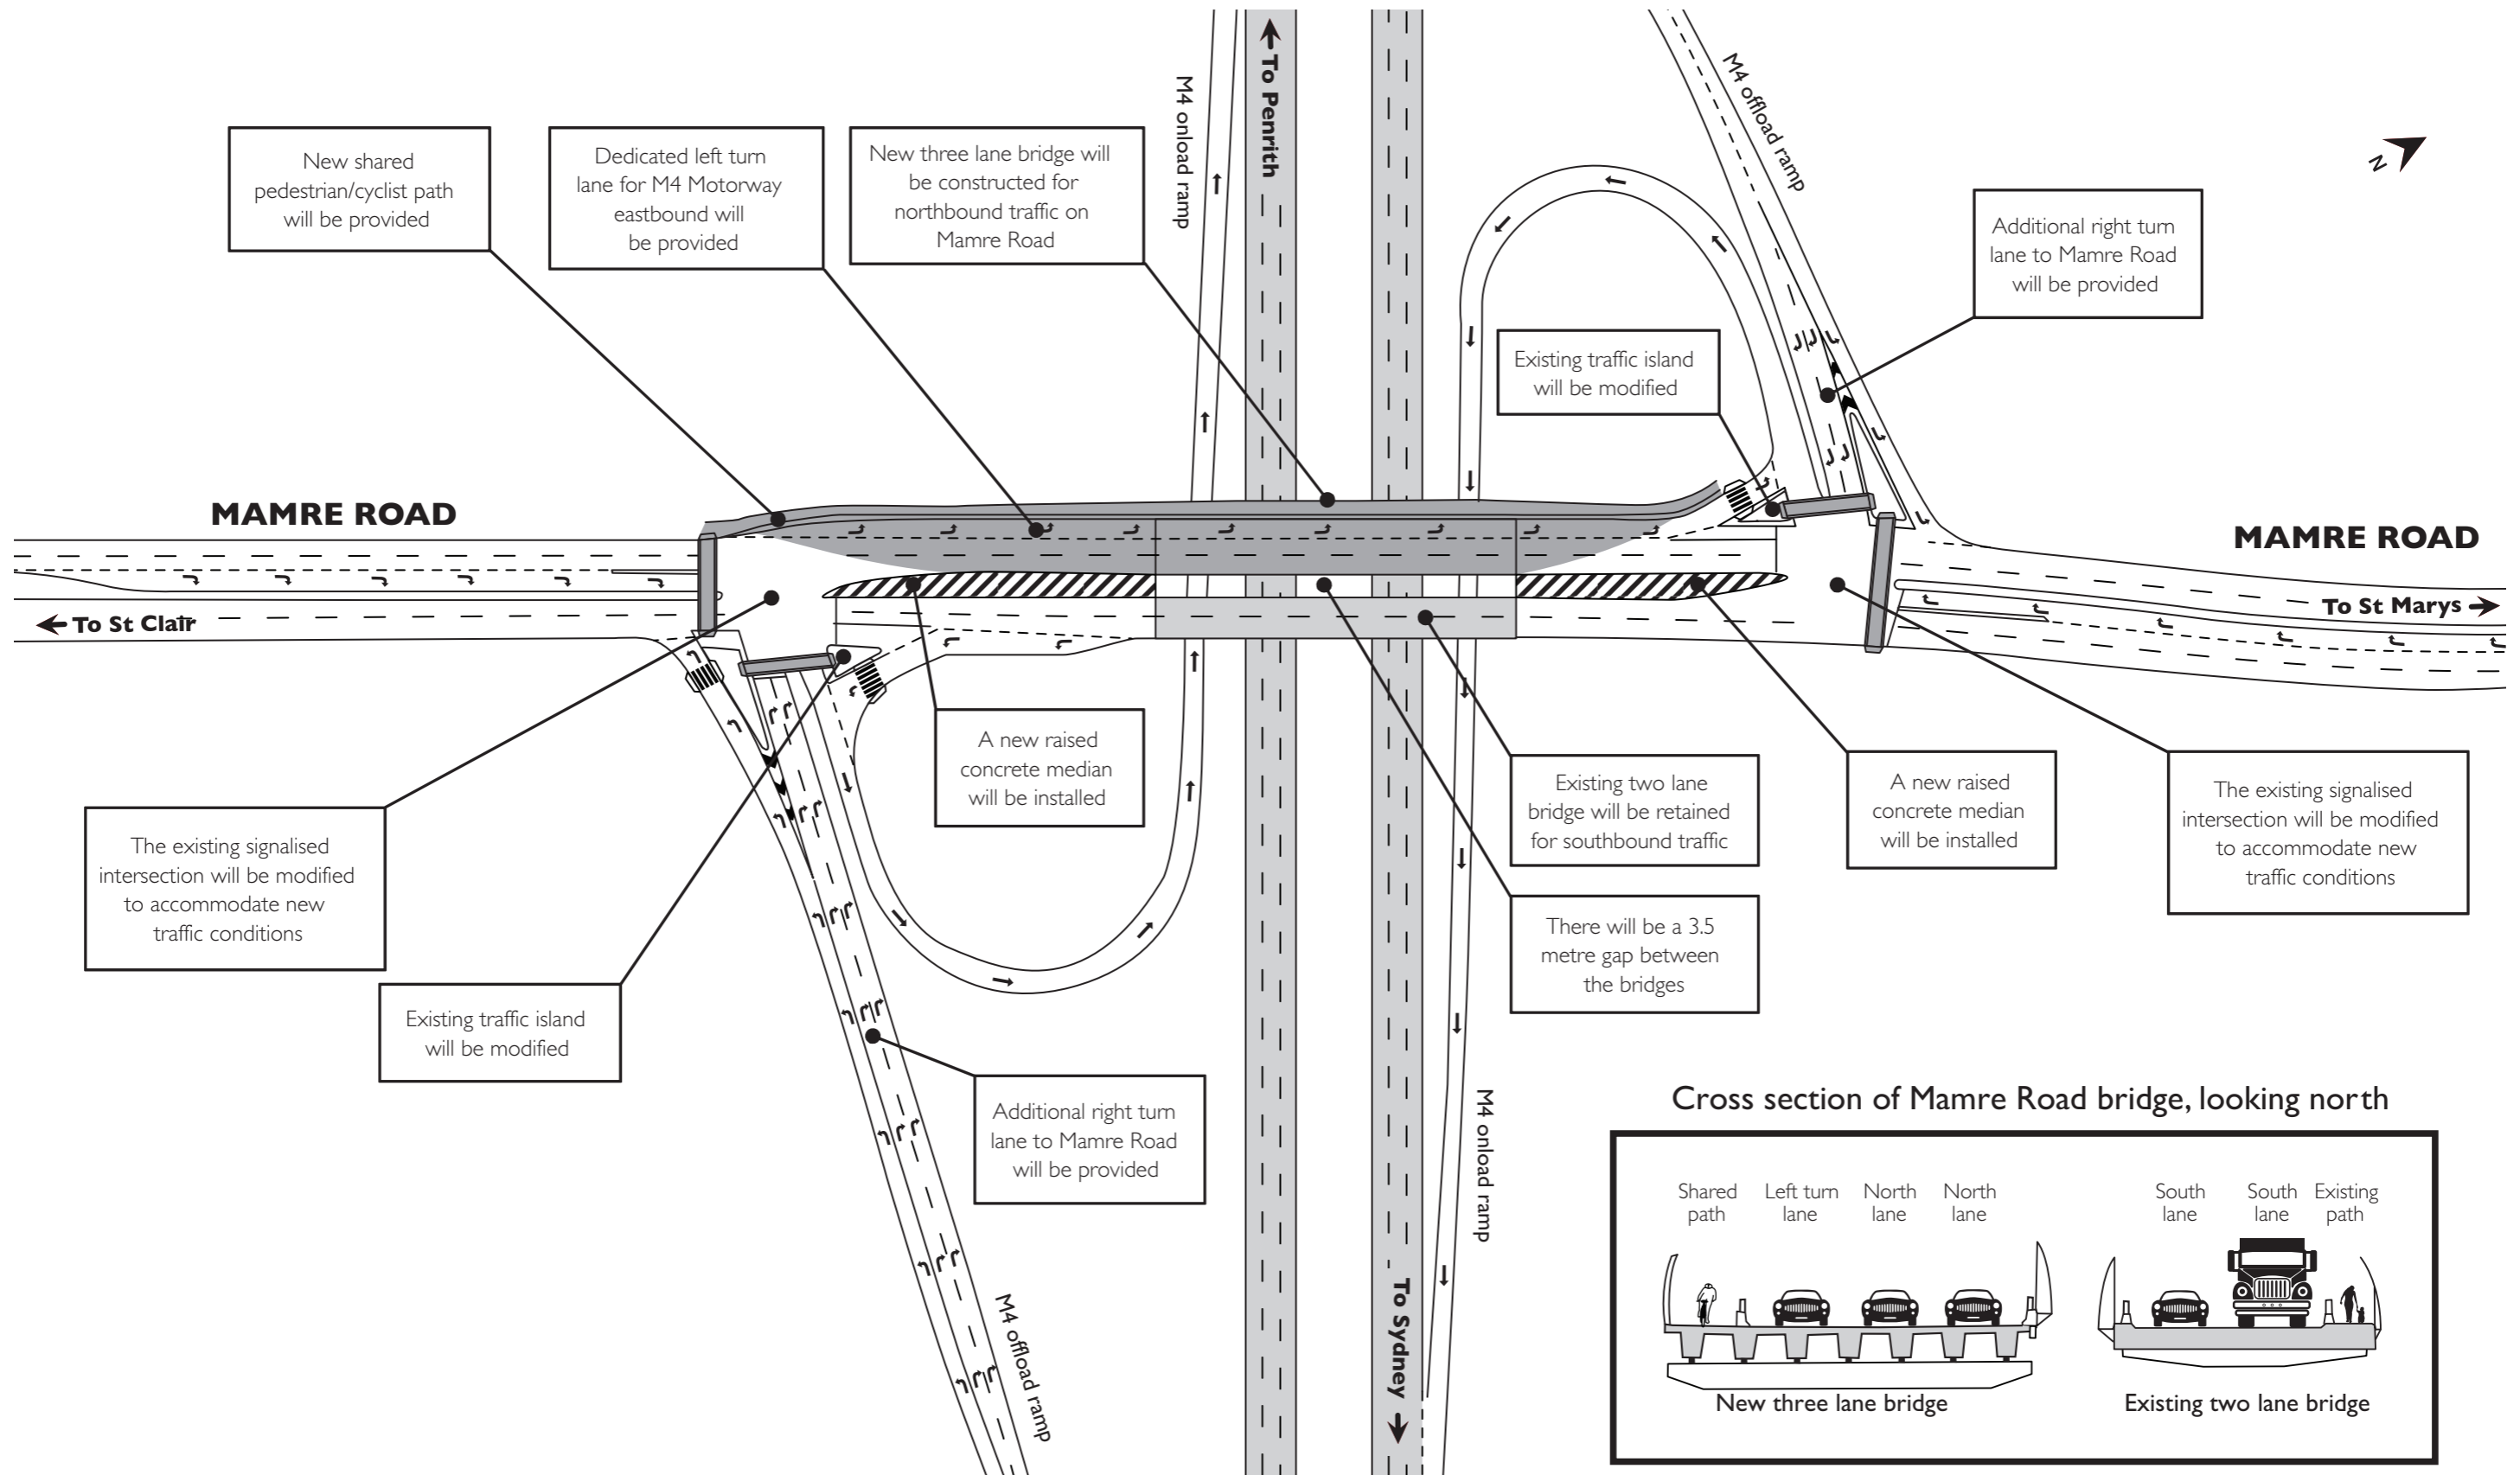 To Penrith
M4 onload ramp
M4 offload ramp
N
New shared
pedestrian/cyclist path
will be provided
Dedicated left turn
lane for M4 Motorway
eastbound will
be provided
New three lane bridge will
be constructed for
northbound traffic on
Mamre Road
Additional right turn
lane to Mamre Road
will be provided
Existing traffic island
will be modified
MAMRE ROAD
MAMRE ROAD
To St Clair
To St Marys
A new raised
concrete median
will be installed
Existing two lane
bridge will be retained
for southbound traffic
A new raised
concrete median
will be installed
The existing signalised
intersection will be modified
to accommodate new
traffic conditions
The existing signalised
intersection will be modified
to accommodate new
traffic conditions
There will be a 3.5
metre gap between
the bridges
Existing traffic island
will be modified
Additional right turn
lane to Mamre Road
will be provided
M4 onload ramp
M4 offload ramp
To Sydney
Cross section of Mamre Road bridge, looking north
Shared
path
Left turn
lane
North
lane
North
lane
South
lane
South
lane
Existing
path
New three lane bridge
Existing two lane bridge